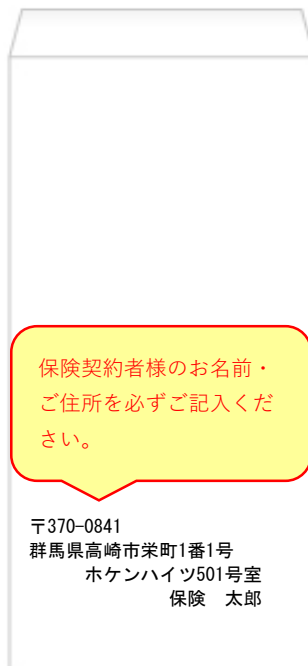 保険契約者様のお名前・
ご住所を必ずご記入くだ
さい。
〒370-0841
群馬県高崎市栄町1番1号
ホケンハイツ501号室
保険　太郎